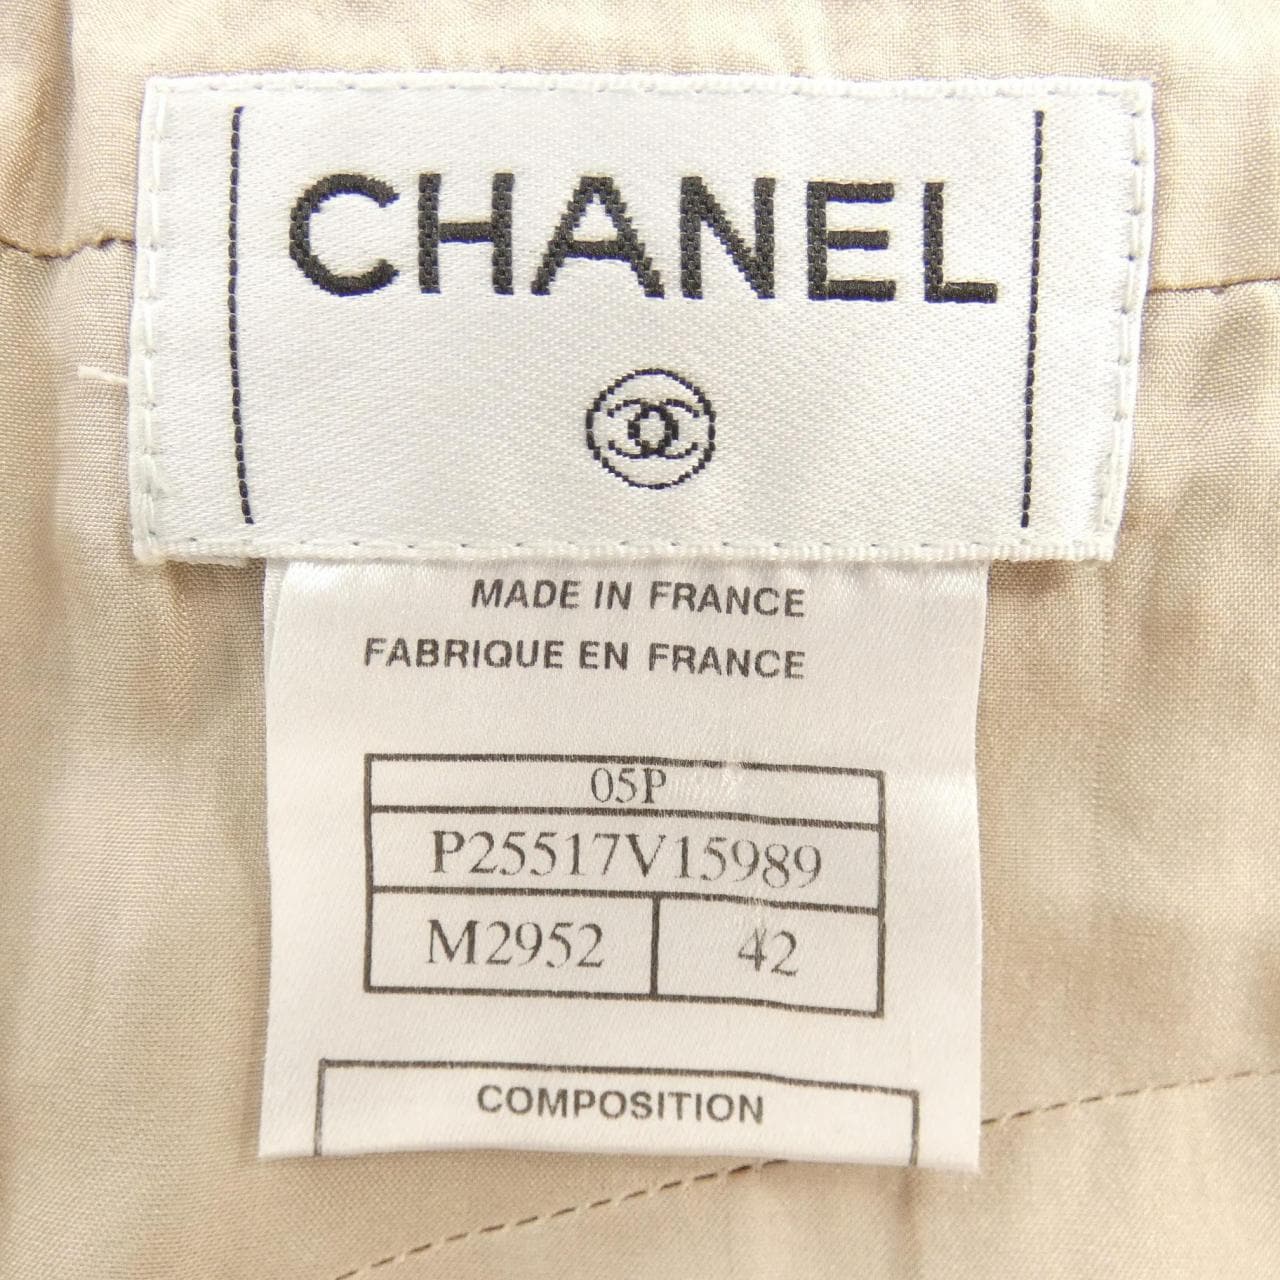 CHANEL
MADE IN FRANCE
FABRIQUE EN FRANCE
05P
P25517V15989
M2952 42
COMPOSITION